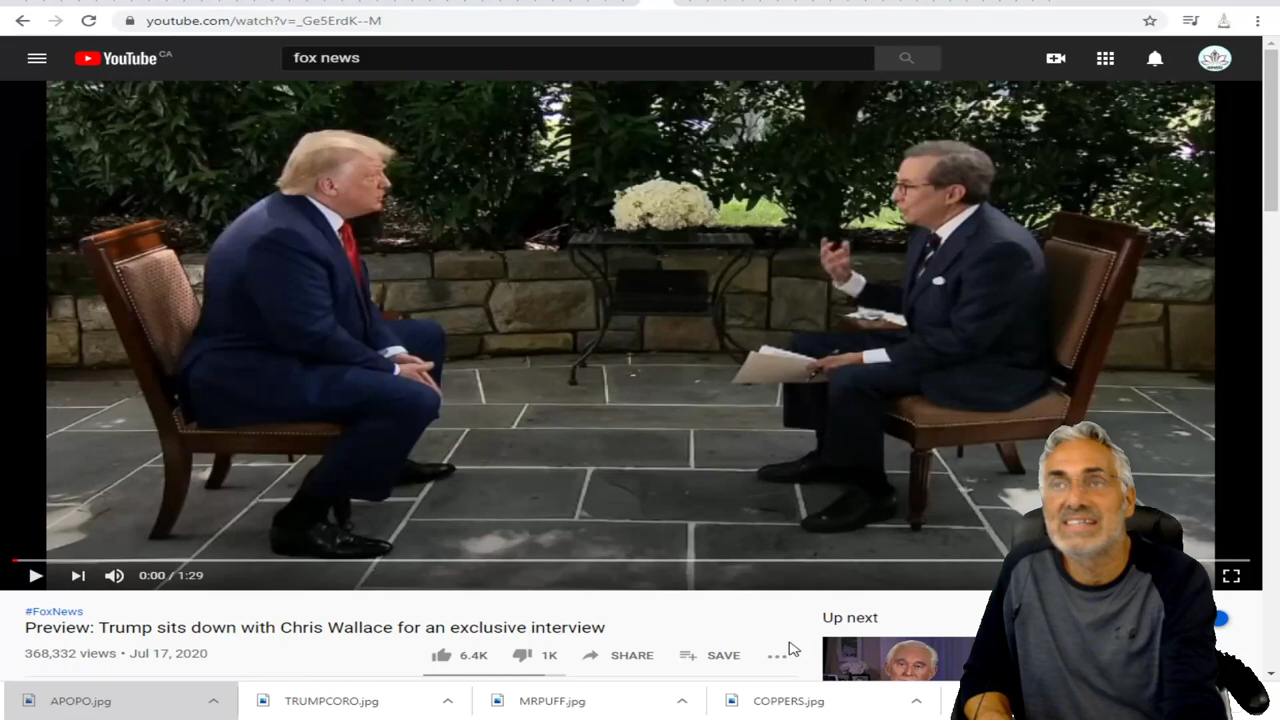 youtube.com/watch?v=_Ge5ErdK--M
YouTube CA
fox news
0:00 / 1:29
#FoxNews
Preview: Trump sits down with Chris Wallace for an exclusive interview
368,332 views • Jul 17, 2020
6.4K 1K SHARE SAVE
Up next
APOPO.jpg TRUMPCORO.jpg MRPUFF.jpg COPPERS.jpg